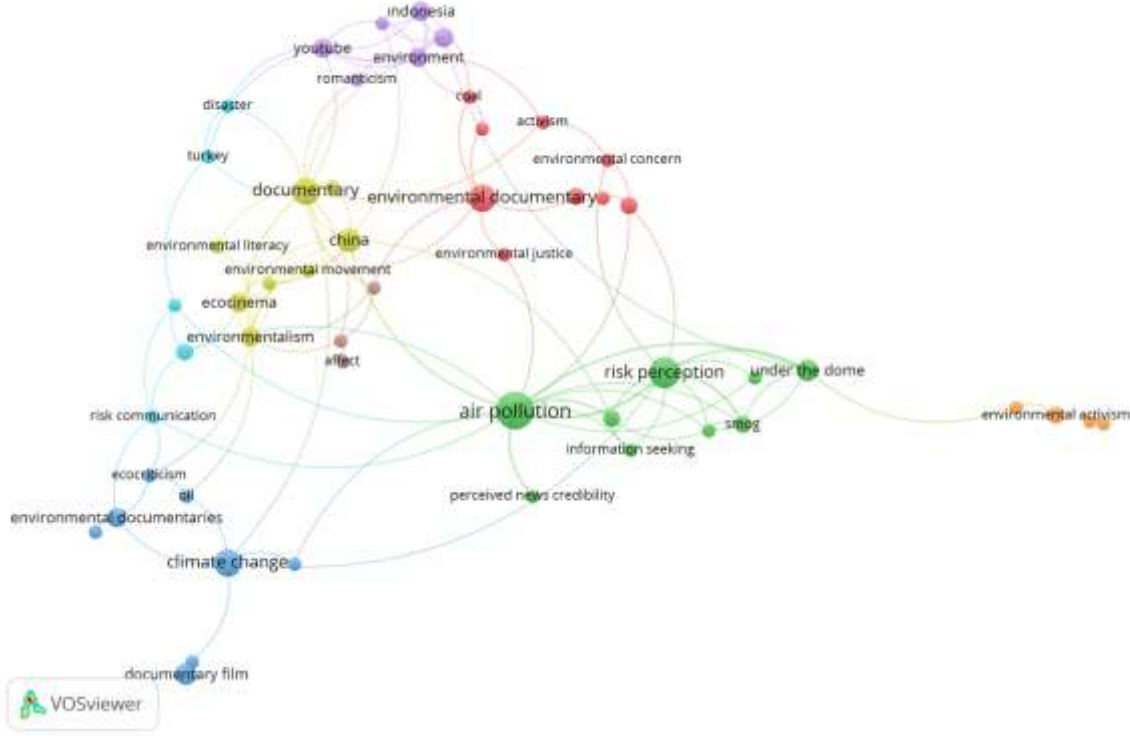 indonesia
youtube
environment
romanticism
coal
disaster
activism
turkey
environmental concern
documentary
environmental documentary
china
environmental literacy
environmental justice
environmental movement
ecocinema
environmentalism
affect
risk perception
under the dome
air pollution
risk communication
environmental activism
smog
information seeking
ecocriticism
oil
perceived news credibility
environmental documentaries
climate change
documentary film
VOSviewer